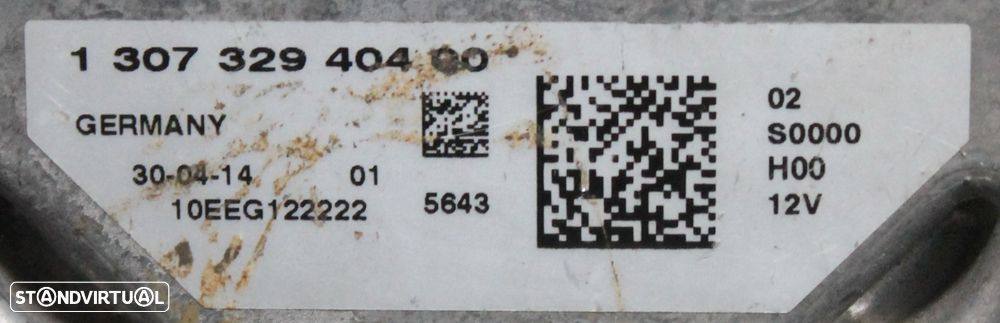 1 307 329 404 00
GERMANY
30-04-14 01
10EEG122222 5643
02
S0000
H00
12V
STANDVIRTUAL